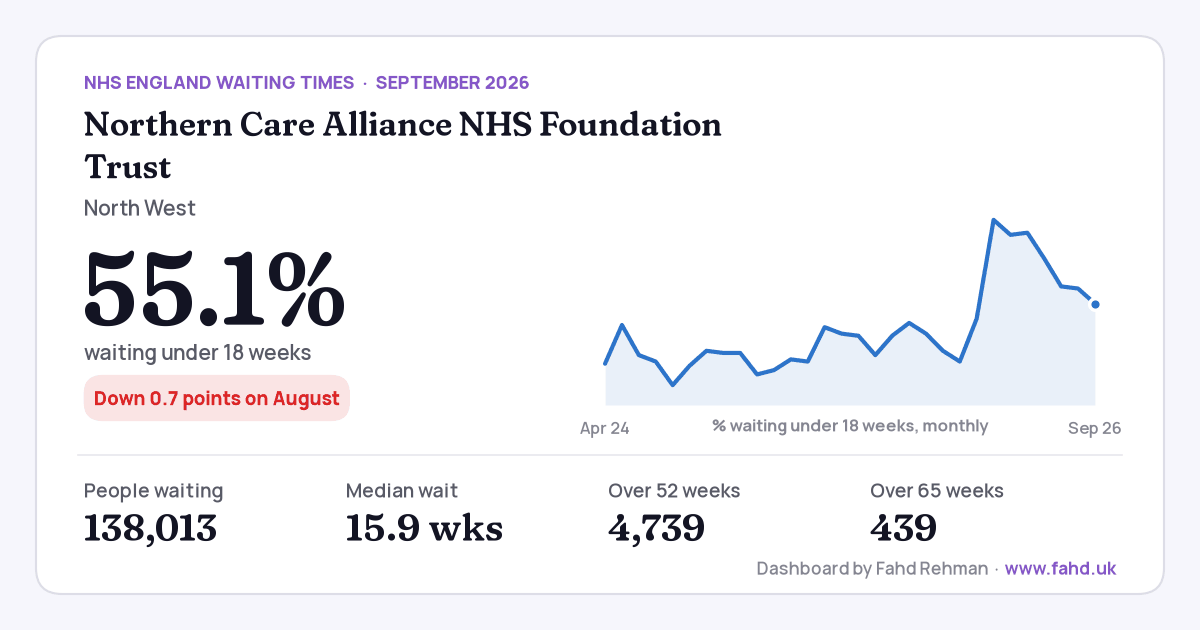 NHS ENGLAND WAITING TIMES · SEPTEMBER 2026
Northern Care Alliance NHS Foundation
Trust
North West
55.1%
waiting under 18 weeks
Down 0.7 points on August
Apr 24
% waiting under 18 weeks, monthly
Sep 26
People waiting
138,013
Median wait
15.9 wks
Over 52 weeks
4,739
Over 65 weeks
439
Dashboard by Fahd Rehman · www.fahd.uk